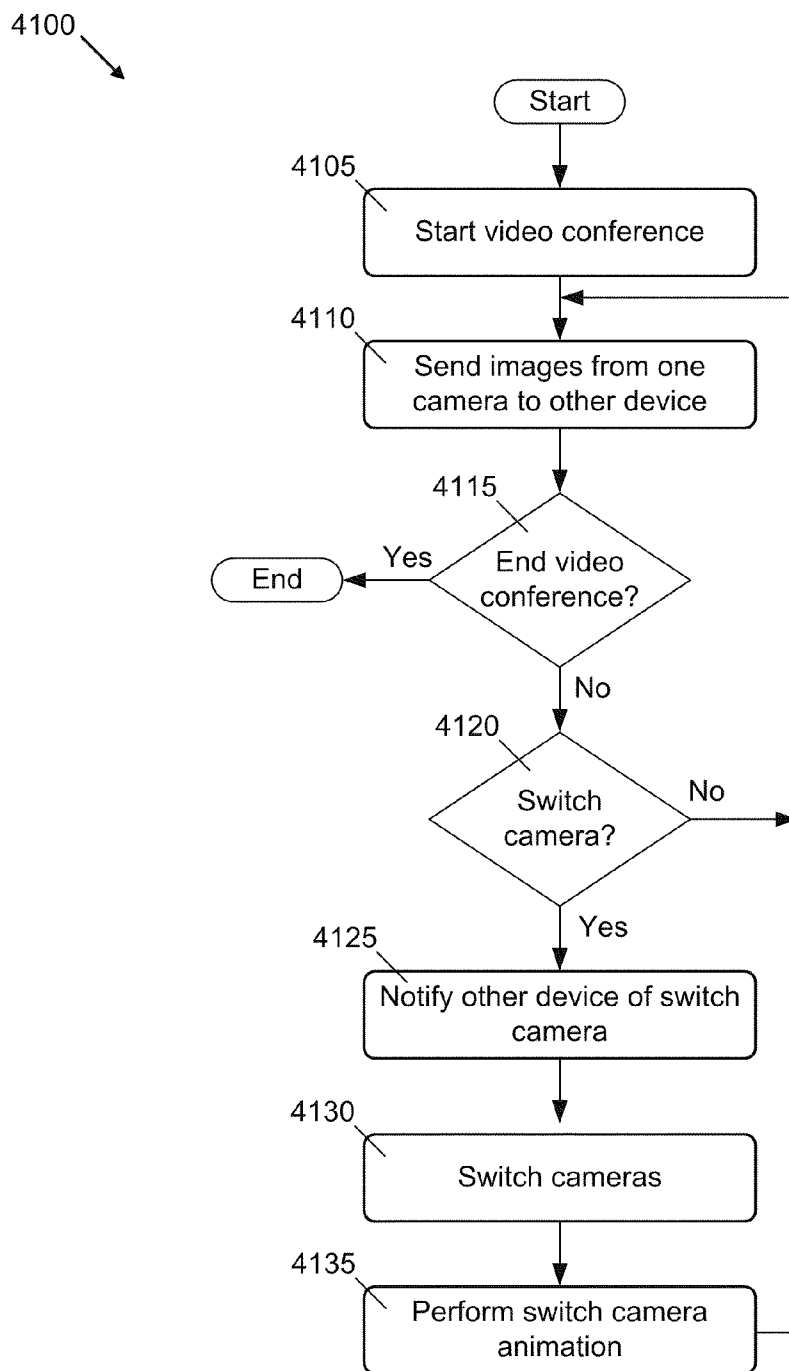 4100
Start
4105
Start video conference
4110
Send images from one
camera to other device
4115
End video
conference?
Yes
End
No
4120
Switch
camera?
No
Yes
4125
Notify other device of switch
camera
4130
Switch cameras
4135
Perform switch camera
animation